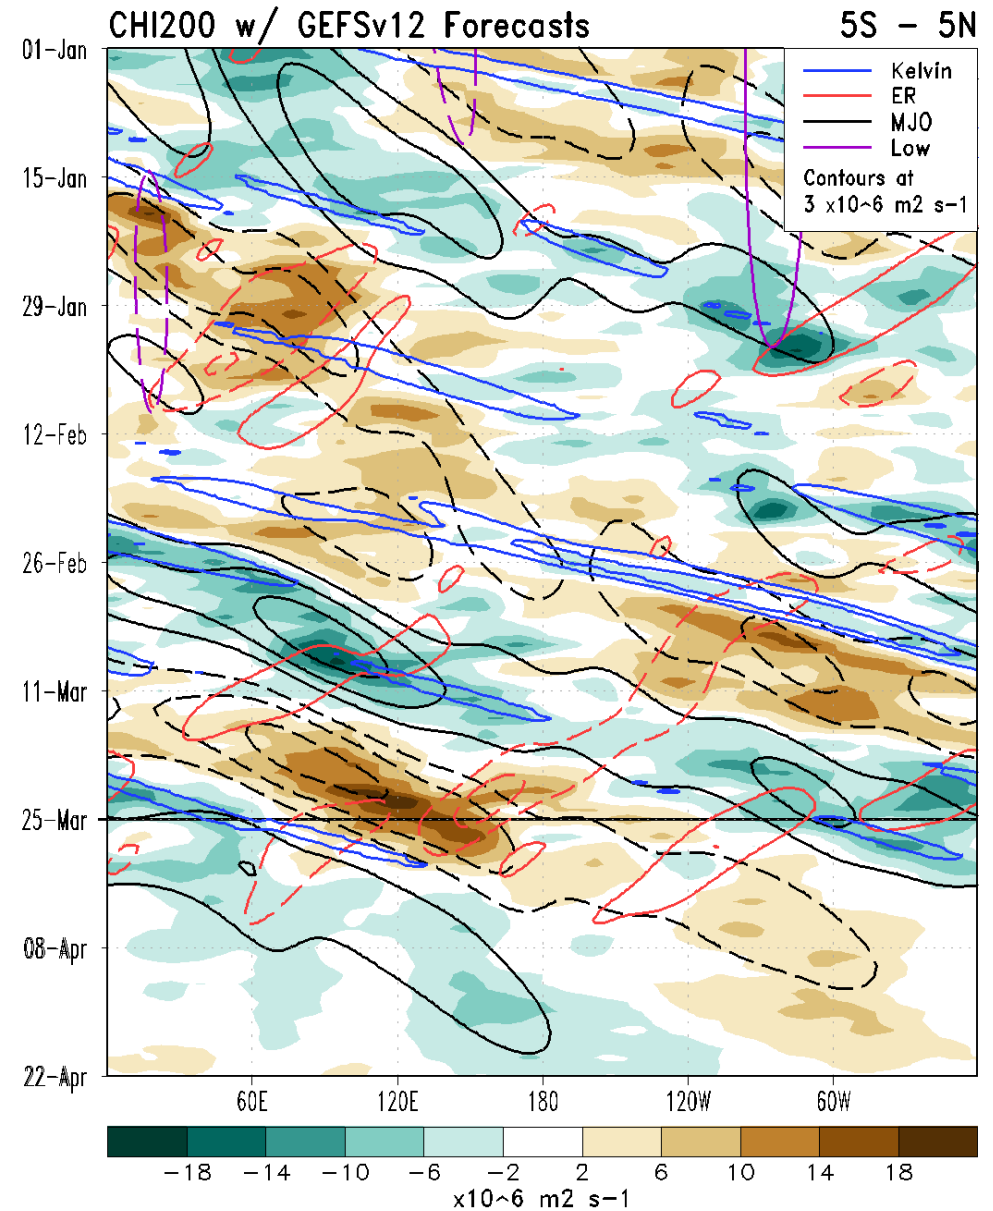 CHI200 w/ GEFSv12 Forecasts 5S - 5N
01-Jan
15-Jan
29-Jan
12-Feb
26-Feb
11-Mar
25-Mar
08-Apr
22-Apr
Kelvin
ER
MJO
Low
Contours at
3 x10^6 m2 s-1
60E 120E 180 120W 60W
-18 -14 -10 -6 -2 2 6 10 14 18
x10^6 m2 s-1